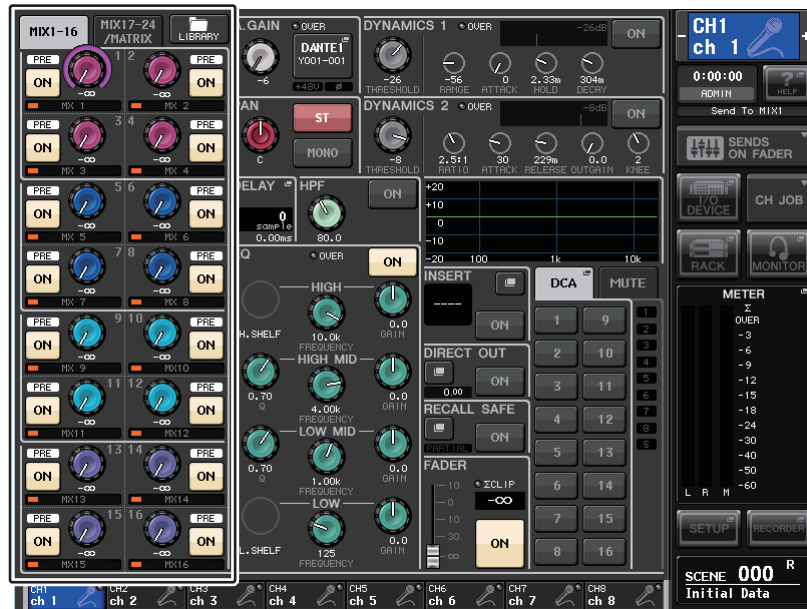 MIX1-16
MIX17-24
/MATRIX
LIBRARY
PRE
1
2
PRE
ON
-∞
-∞
ON
MX 1
MX 2
PRE
3
4
PRE
ON
-∞
-∞
ON
MX 3
MX 4
PRE
5
6
PRE
ON
-∞
-∞
ON
MX 5
MX 6
PRE
7
8
PRE
ON
-∞
-∞
ON
MX 7
MX 8
PRE
9
10
PRE
ON
-∞
-∞
ON
MX 9
MX10
PRE
11
12
PRE
ON
-∞
-∞
ON
MX11
MX12
PRE
13
14
PRE
ON
-∞
-∞
ON
MX13
MX14
PRE
15
16
PRE
ON
-∞
-∞
ON
MX15
MX16
.GAIN
OVER
DANTE1
Y001-001
-6
+48V
ø
PAN
ST
MONO
C
DYNAMICS 1
OVER
-26dB
ON
-26
THRESHOLD
-56
RANGE
0
ATTACK
2.33m
HOLD
304m
DECAY
DYNAMICS 2
OVER
-8dB
ON
-8
THRESHOLD
2.5:1
RATIO
30
ATTACK
229m
RELEASE
0.0
OUTGAIN
2
KNEE
DELAY
0
sample
0.00ms
HPF
ON
80.0
+20
+10
0
-10
-20
100
1k
10k
EQ
OVER
ON
HIGH
H.SHELF
10.0k
FREQUENCY
0.0
GAIN
HIGH MID
0.70
Q
4.00k
FREQUENCY
0.0
GAIN
LOW MID
0.70
Q
1.00k
FREQUENCY
0.0
GAIN
LOW
L.SHELF
125
FREQUENCY
0.0
GAIN
INSERT
----
ON
DIRECT OUT
ON
0.00
RECALL SAFE
ON
PARTIAL
FADER
10
0
10
30
∞
ΣCLIP
-∞
ON
DCA
MUTE
1
9
2
10
3
11
4
12
5
13
6
14
7
15
8
16
1
2
3
4
5
6
7
8
S
- CH1 +
ch 1
0:00:00
ADMIN
?
HELP
Send To MIX1
SENDS
ON FADER
I/O
DEVICE
CH JOB
RACK
MONITOR
METER
Σ
OVER
-3
-6
-9
-12
-15
-18
-24
-30
-40
-50
-60
L R M
SETUP
RECORDER
SCENE 000 R
Initial Data
CH1
ch 1
CH2
ch 2
CH3
ch 3
CH4
ch 4
CH5
ch 5
CH6
ch 6
CH7
ch 7
CH8
ch 8